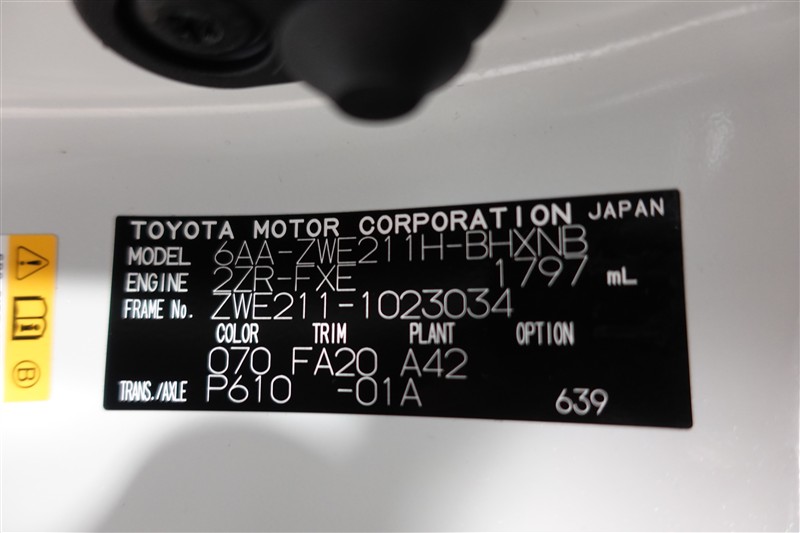 TOYOTA MOTOR CORPORATION JAPAN
MODEL 6AA-ZWE211H-BHXNB
ENGINE 2ZR-FXE 1797 mL
FRAME No. ZWE211-1023034
COLOR TRIM PLANT OPTION
070 FA20 A42
TRANS./AXLE P610 -01A 639
B